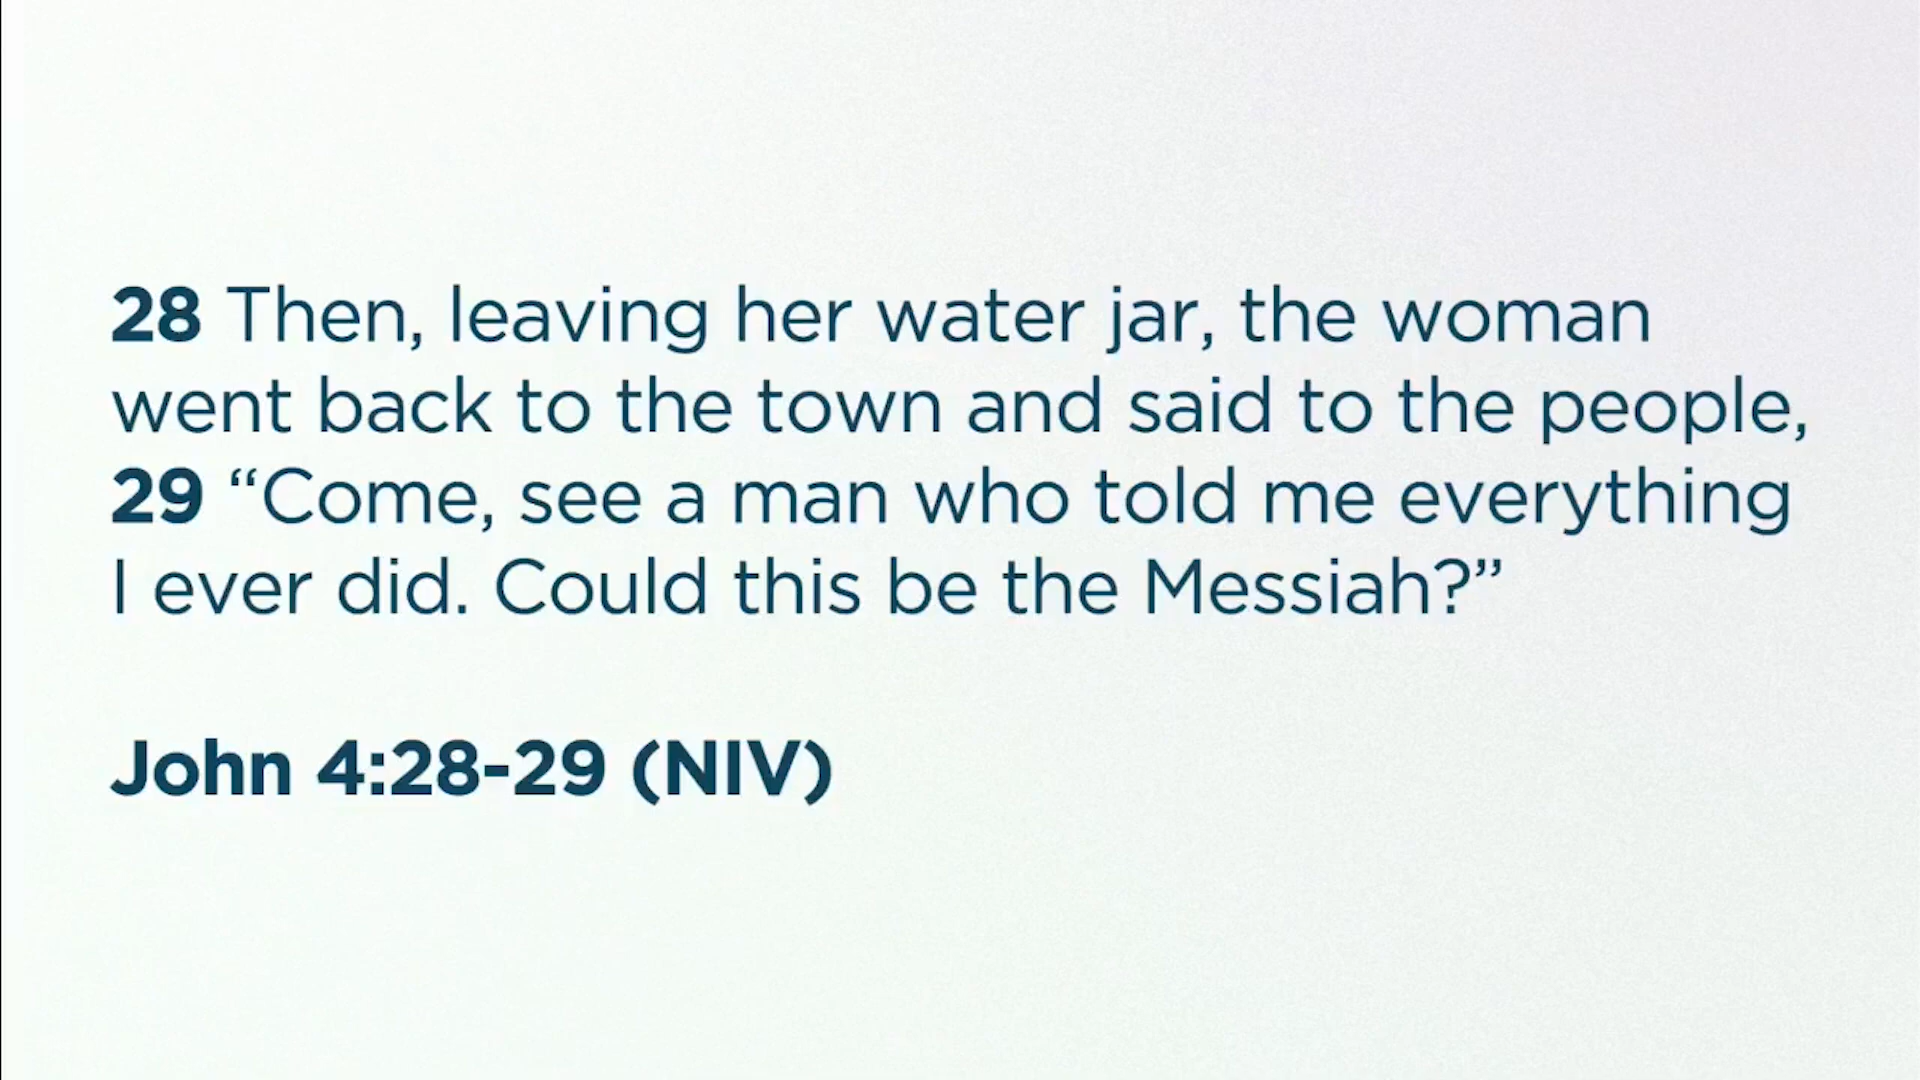 28 Then, leaving her water jar, the woman
went back to the town and said to the people,
29 “Come, see a man who told me everything
I ever did. Could this be the Messiah?”
John 4:28-29 (NIV)